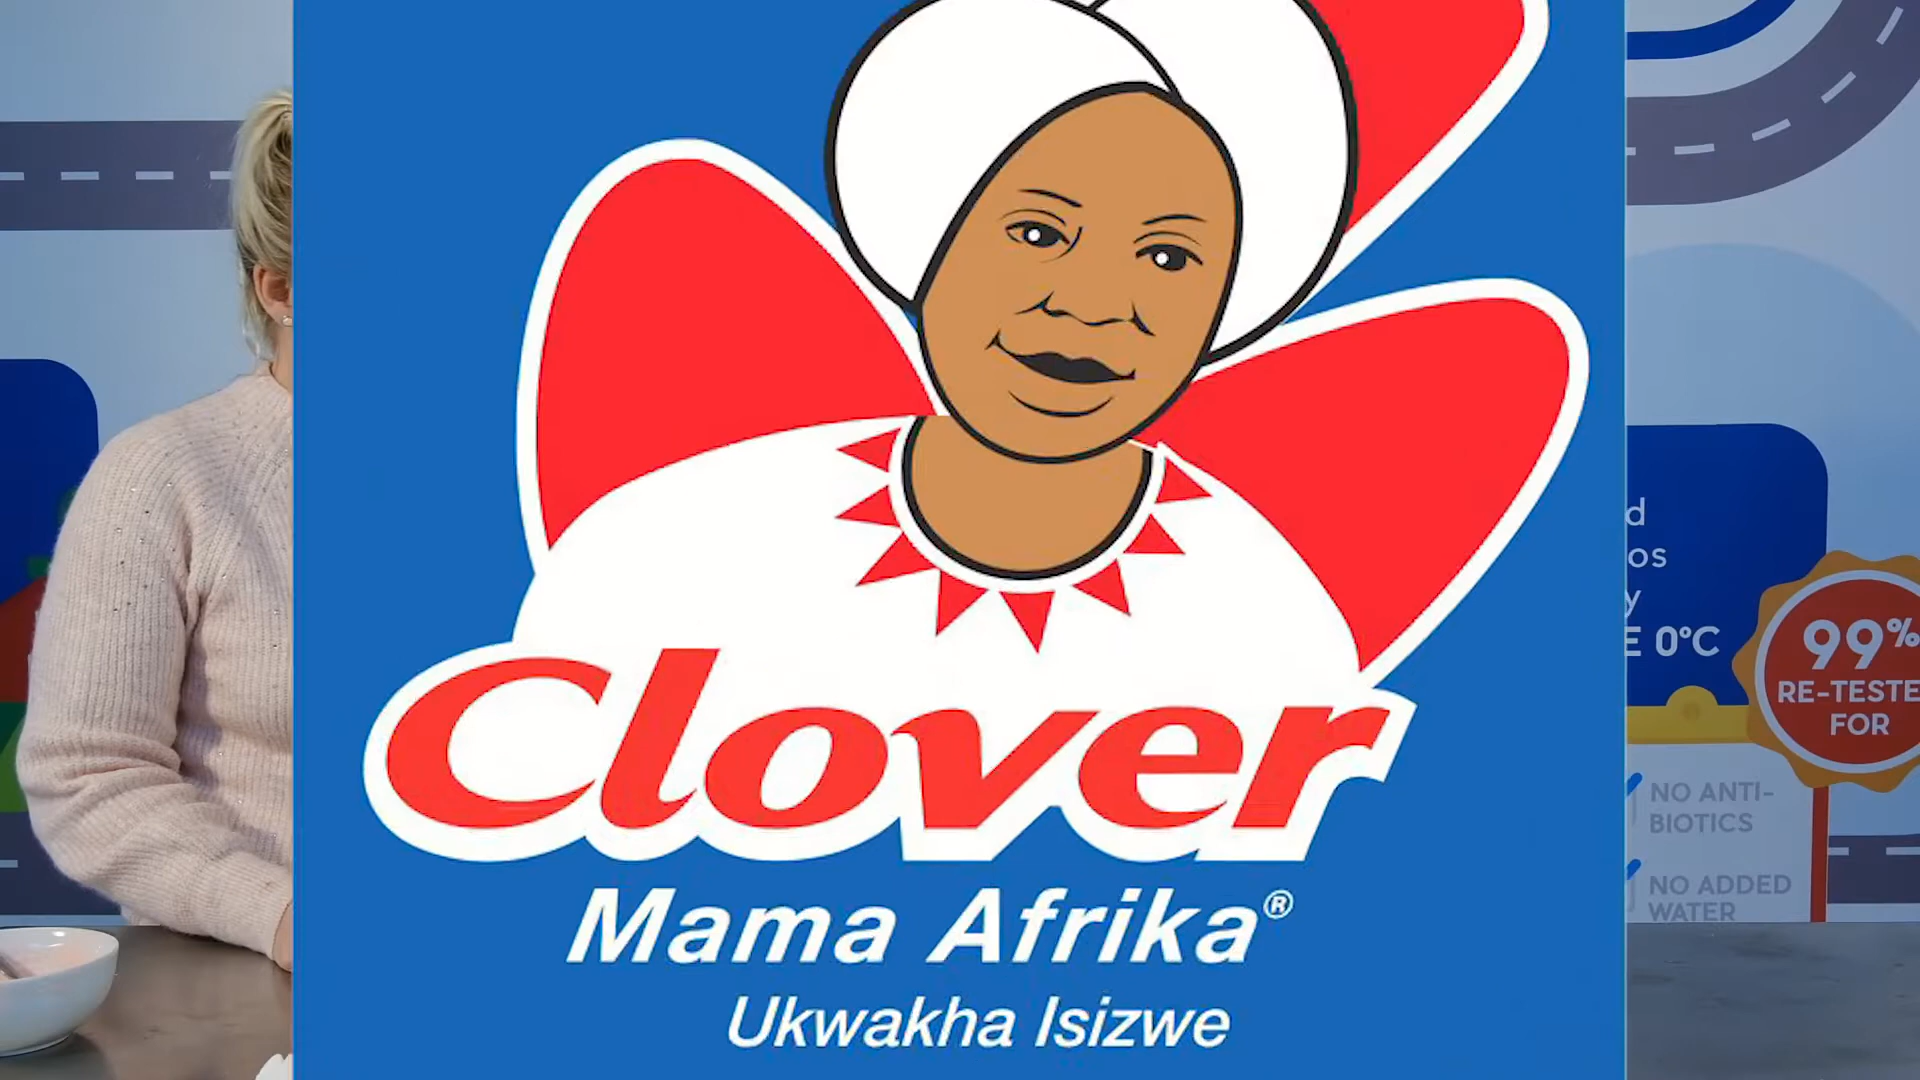 Clover
Mama Afrika®
Ukwakha Isizwe
0°C
99%
RE-TESTE
FOR
NO ANTI-
BIOTICS
NO ADDED
WATER